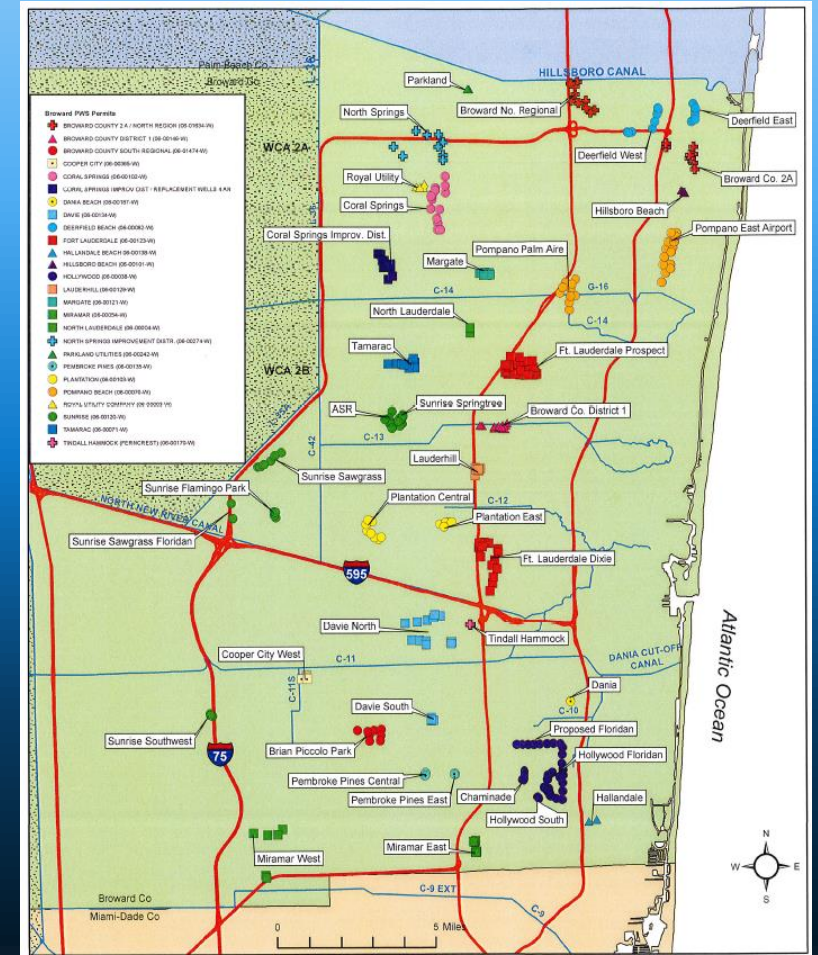 Palm Beach Co
Broward Co
L-36
HILLSBORO CANAL
Parkland
Broward No. Regional
North Springs
Deerfield East
Deerfield West
WCA 2A
Broward Co. 2A
Royal Utility
Coral Springs
Hillsboro Beach
Coral Springs Improv. Dist.
Pompano Palm Aire
Pompano East Airport
Margate
C-14
G-16
C-14
North Lauderdale
Tamarac
Ft. Lauderdale Prospect
WCA 2B
ASR
Sunrise Springtree
Broward Co. District 1
C-13
C-42
Lauderhill
Sunrise Sawgrass
Sunrise Flamingo Park
Plantation Central
C-12
Plantation East
NORTH NEW RIVER CANAL
Sunrise Sawgrass Floridan
Ft. Lauderdale Dixie
595
Davie North
Tindall Hammock
Cooper City West
C-11
DANIA CUT-OFF
CANAL
C-11S
Dania
Davie South
C-10
Sunrise Southwest
75
Brian Piccolo Park
Proposed Floridan
Hollywood Floridan
Pembroke Pines Central
Pembroke Pines East
Chaminade
Hollywood South
Hallandale
Miramar West
Miramar East
Broward Co
Miami-Dade Co
C-9 EXT
C-9
0
5 Miles
Atlantic Ocean
N
W
E
S
Broward PWS Permits
BROWARD COUNTY 2A / NORTH REGION (06-01634-W)
BROWARD COUNTY DISTRICT 1 (06-00146-W)
BROWARD COUNTY SOUTH REGIONAL (06-01474-W)
COOPER CITY (06-00365-W)
CORAL SPRINGS (06-00102-W)
CORAL SPRINGS IMPROV DIST - REPLACEMENT WELLS
DANIA BEACH (06-00187-W)
DAVIE (06-00134-W)
DEERFIELD BEACH (06-00082-W)
FORT LAUDERDALE (06-00123-W)
HALLANDALE BEACH 06-00138-W)
HILLSBORO BEACH (06-00101-W)
HOLLYWOOD (06-00038-W)
LAUDERHILL (06-00129-W)
MARGATE (06-00121-W)
MIRAMAR (06-00054-W)
NORTH LAUDERDALE (06-00004-W)
NORTH SPRINGS IMPROVEMENT DISTR. (06-00274-W)
PARKLAND UTILITIES (06-00242-W)
PEMBROKE PINES (06-00135-W)
PLANTATION (06-00103-W)
POMPANO BEACH (06-00070-W)
ROYAL UTILITY COMPANY (06-00003-W)
SUNRISE (06-00120-W)
TAMARAC (06-00071-W)
TINDALL HAMMOCK (FERNCREST) (06-00170-W)